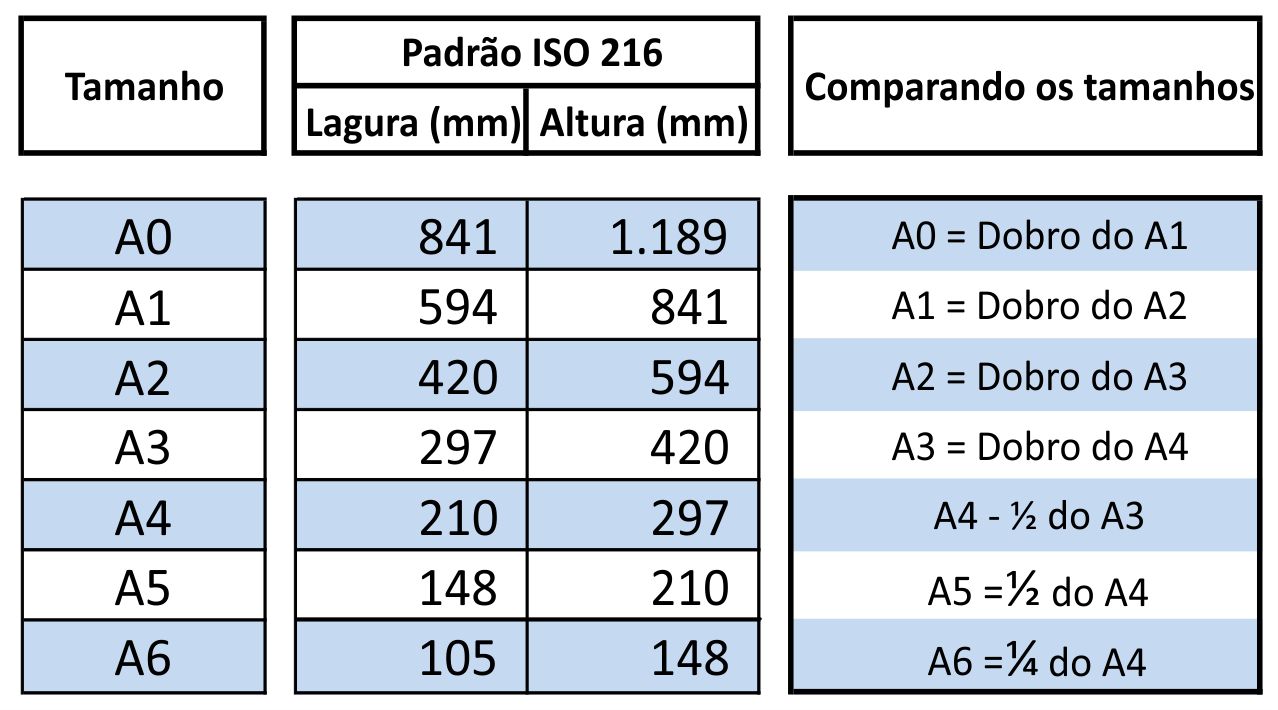 Tamanho
Padrão ISO 216
Lagura (mm) Altura (mm)
Comparando os tamanhos
A0 841 1.189 A0 = Dobro do A1
A1 594 841 A1 = Dobro do A2
A2 420 594 A2 = Dobro do A3
A3 297 420 A3 = Dobro do A4
A4 210 297 A4 - ½ do A3
A5 148 210 A5 =½ do A4
A6 105 148 A6 =¼ do A4